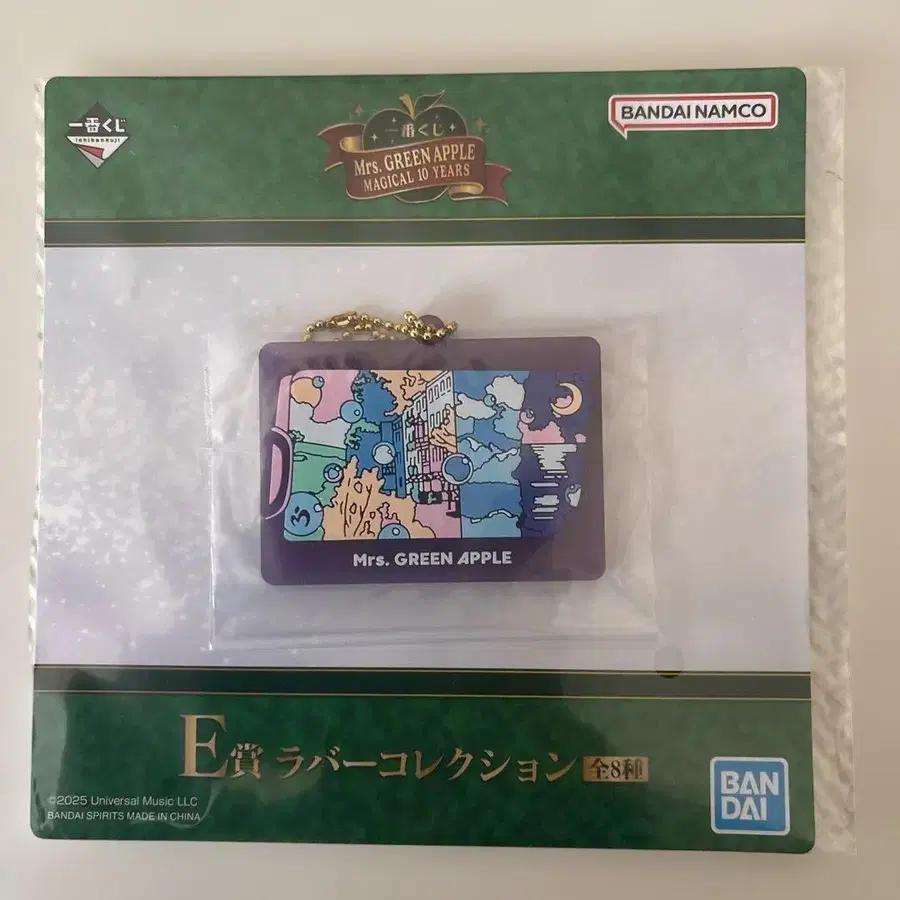 一番くじ
ichibanKuji
一番くじ
Mrs. GREEN APPLE
MAGICAL 10 YEARS
BANDAI NAMCO
Mrs. GREEN APPLE
E賞 ラバーコレクション 全8種
©2025 Universal Music LLC
BANDAI SPIRITS MADE IN CHINA
BAN
DAI